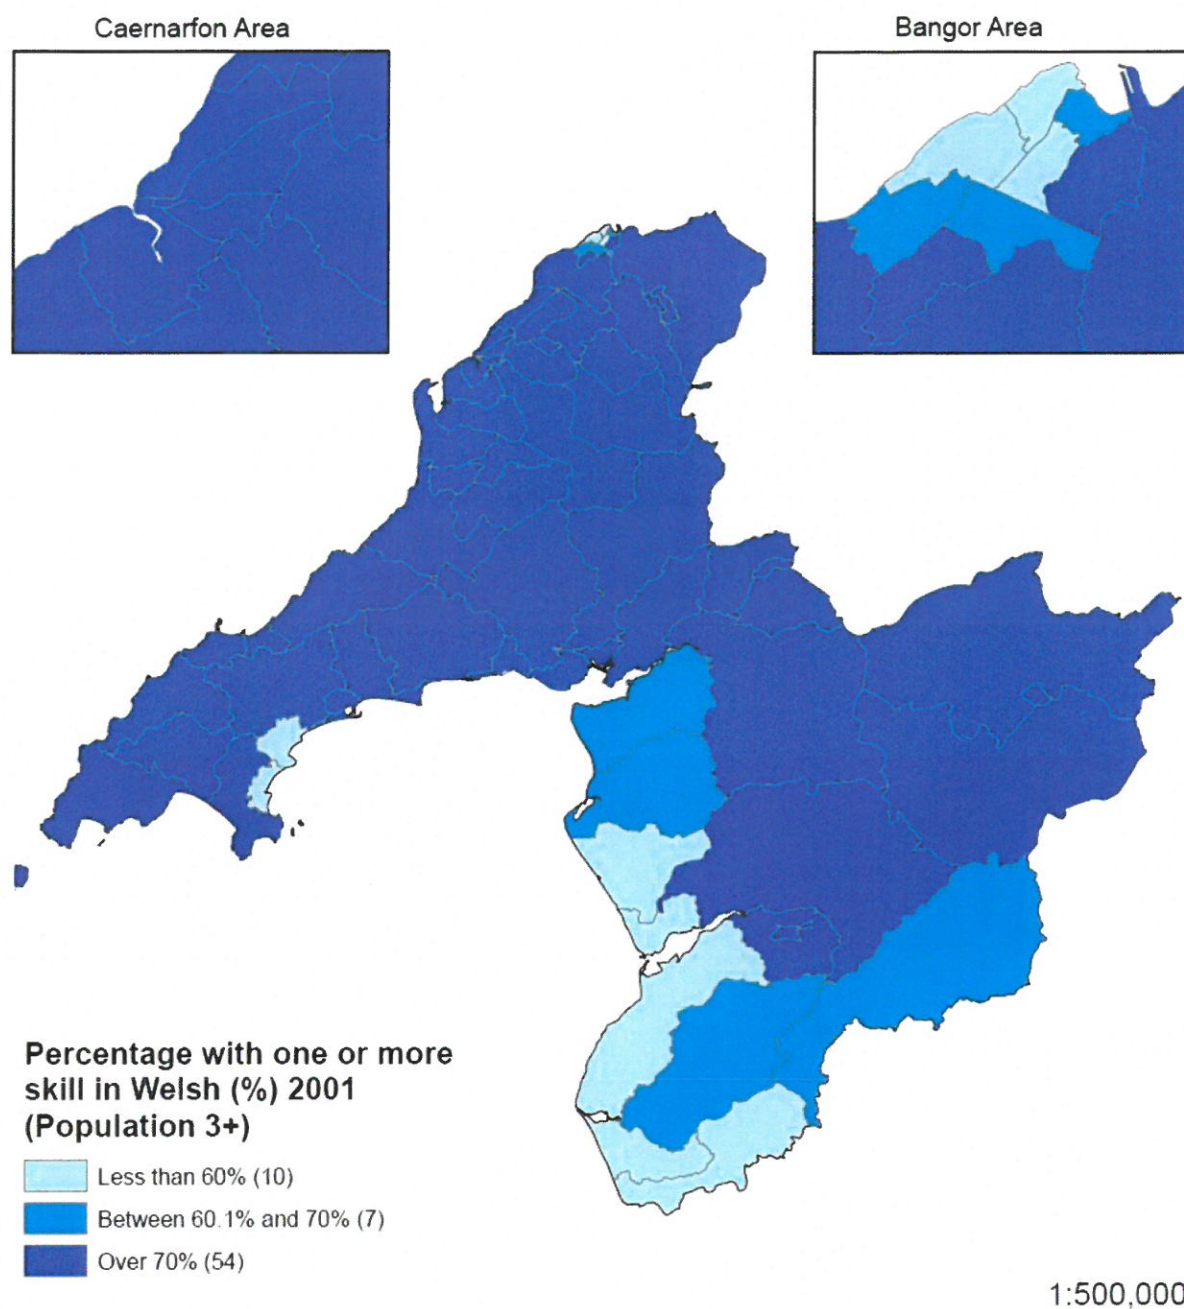 Caernarfon Area
Bangor Area
Percentage with one or more
skill in Welsh (%) 2001
(Population 3+)
Less than 60% (10)
Between 60.1% and 70% (7)
Over 70% (54)
1:500,000